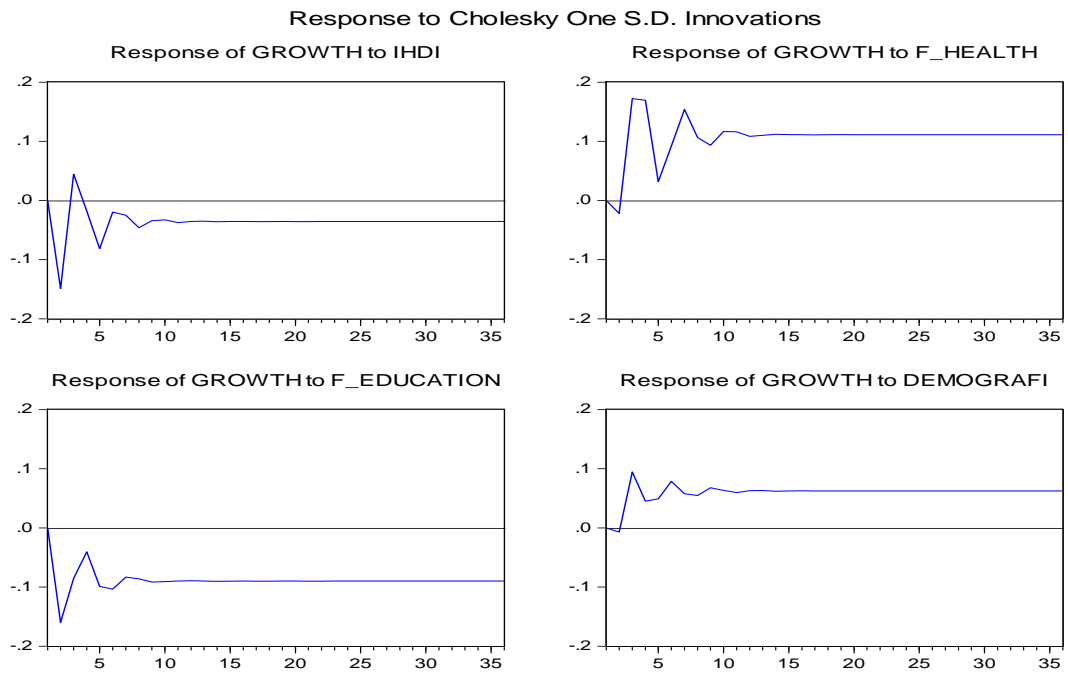 Response to Cholesky One S.D. Innovations
Response of GROWTH to IHDI
.2
.1
.0
-.1
-.2
5 10 15 20 25 30 35
Response of GROWTH to F_HEALTH
.2
.1
.0
-.1
-.2
5 10 15 20 25 30 35
Response of GROWTH to F_EDUCATION
.2
.1
.0
-.1
-.2
5 10 15 20 25 30 35
Response of GROWTH to DEMOGRAFI
.2
.1
.0
-.1
-.2
5 10 15 20 25 30 35